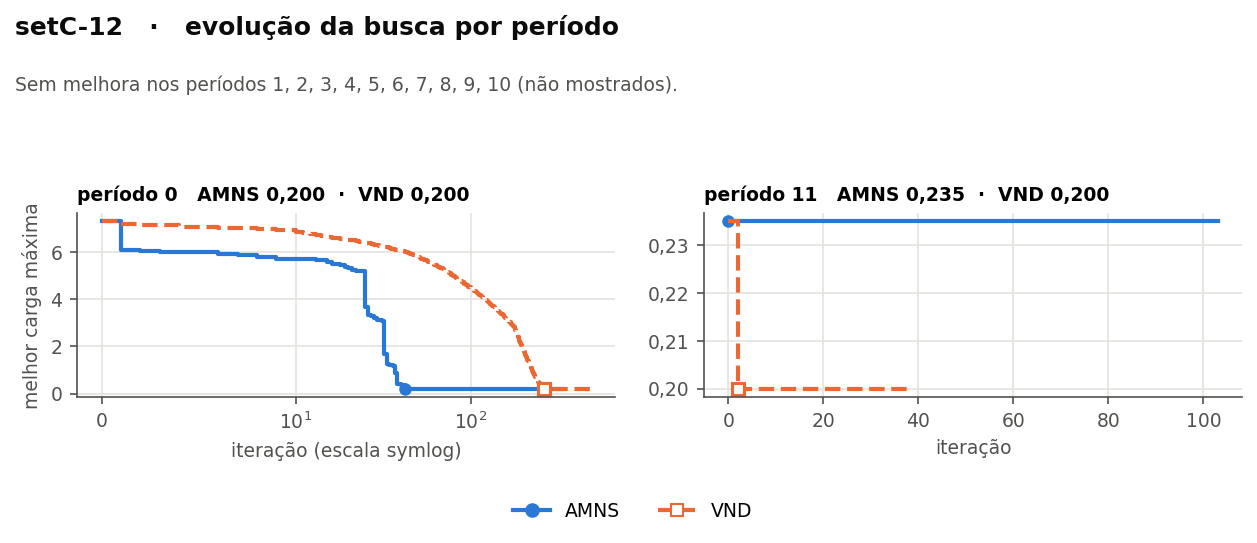 setC-12 · evolução da busca por período
Sem melhora nos períodos 1, 2, 3, 4, 5, 6, 7, 8, 9, 10 (não mostrados).
período 0 AMNS 0,200 · VND 0,200
melhor carga máxima
6
4
2
0
0
10¹
10²
iteração (escala symlog)
período 11 AMNS 0,235 · VND 0,200
0,23
0,22
0,21
0,20
0
20
40
60
80
100
iteração
AMNS
VND